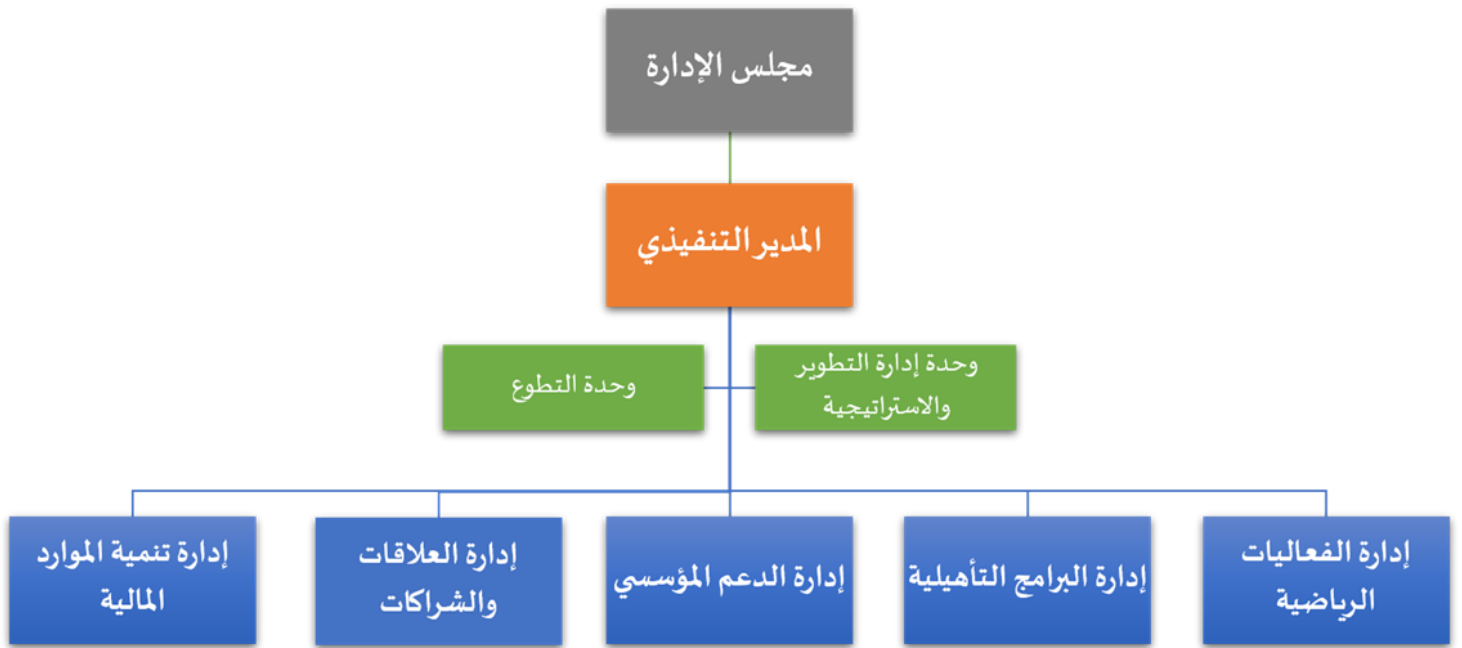 مجلس الإدارة
المدير التنفيذي
وحدة إدارة التطوير
والاستراتيجية
وحدة التطوع
إدارة الفعاليات
الرياضية
إدارة البرامج التأهيلية
إدارة الدعم المؤسسي
إدارة العلاقات
والشراكات
إدارة تنمية الموارد
المالية